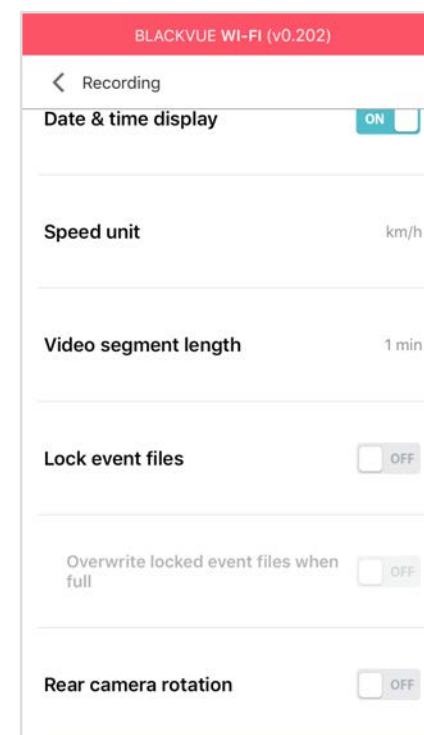 BLACKVUE WI-FI (v0.202)
Recording
Date & time display ON
Speed unit km/h
Video segment length 1 min
Lock event files OFF
Overwrite locked event files when
full OFF
Rear camera rotation OFF